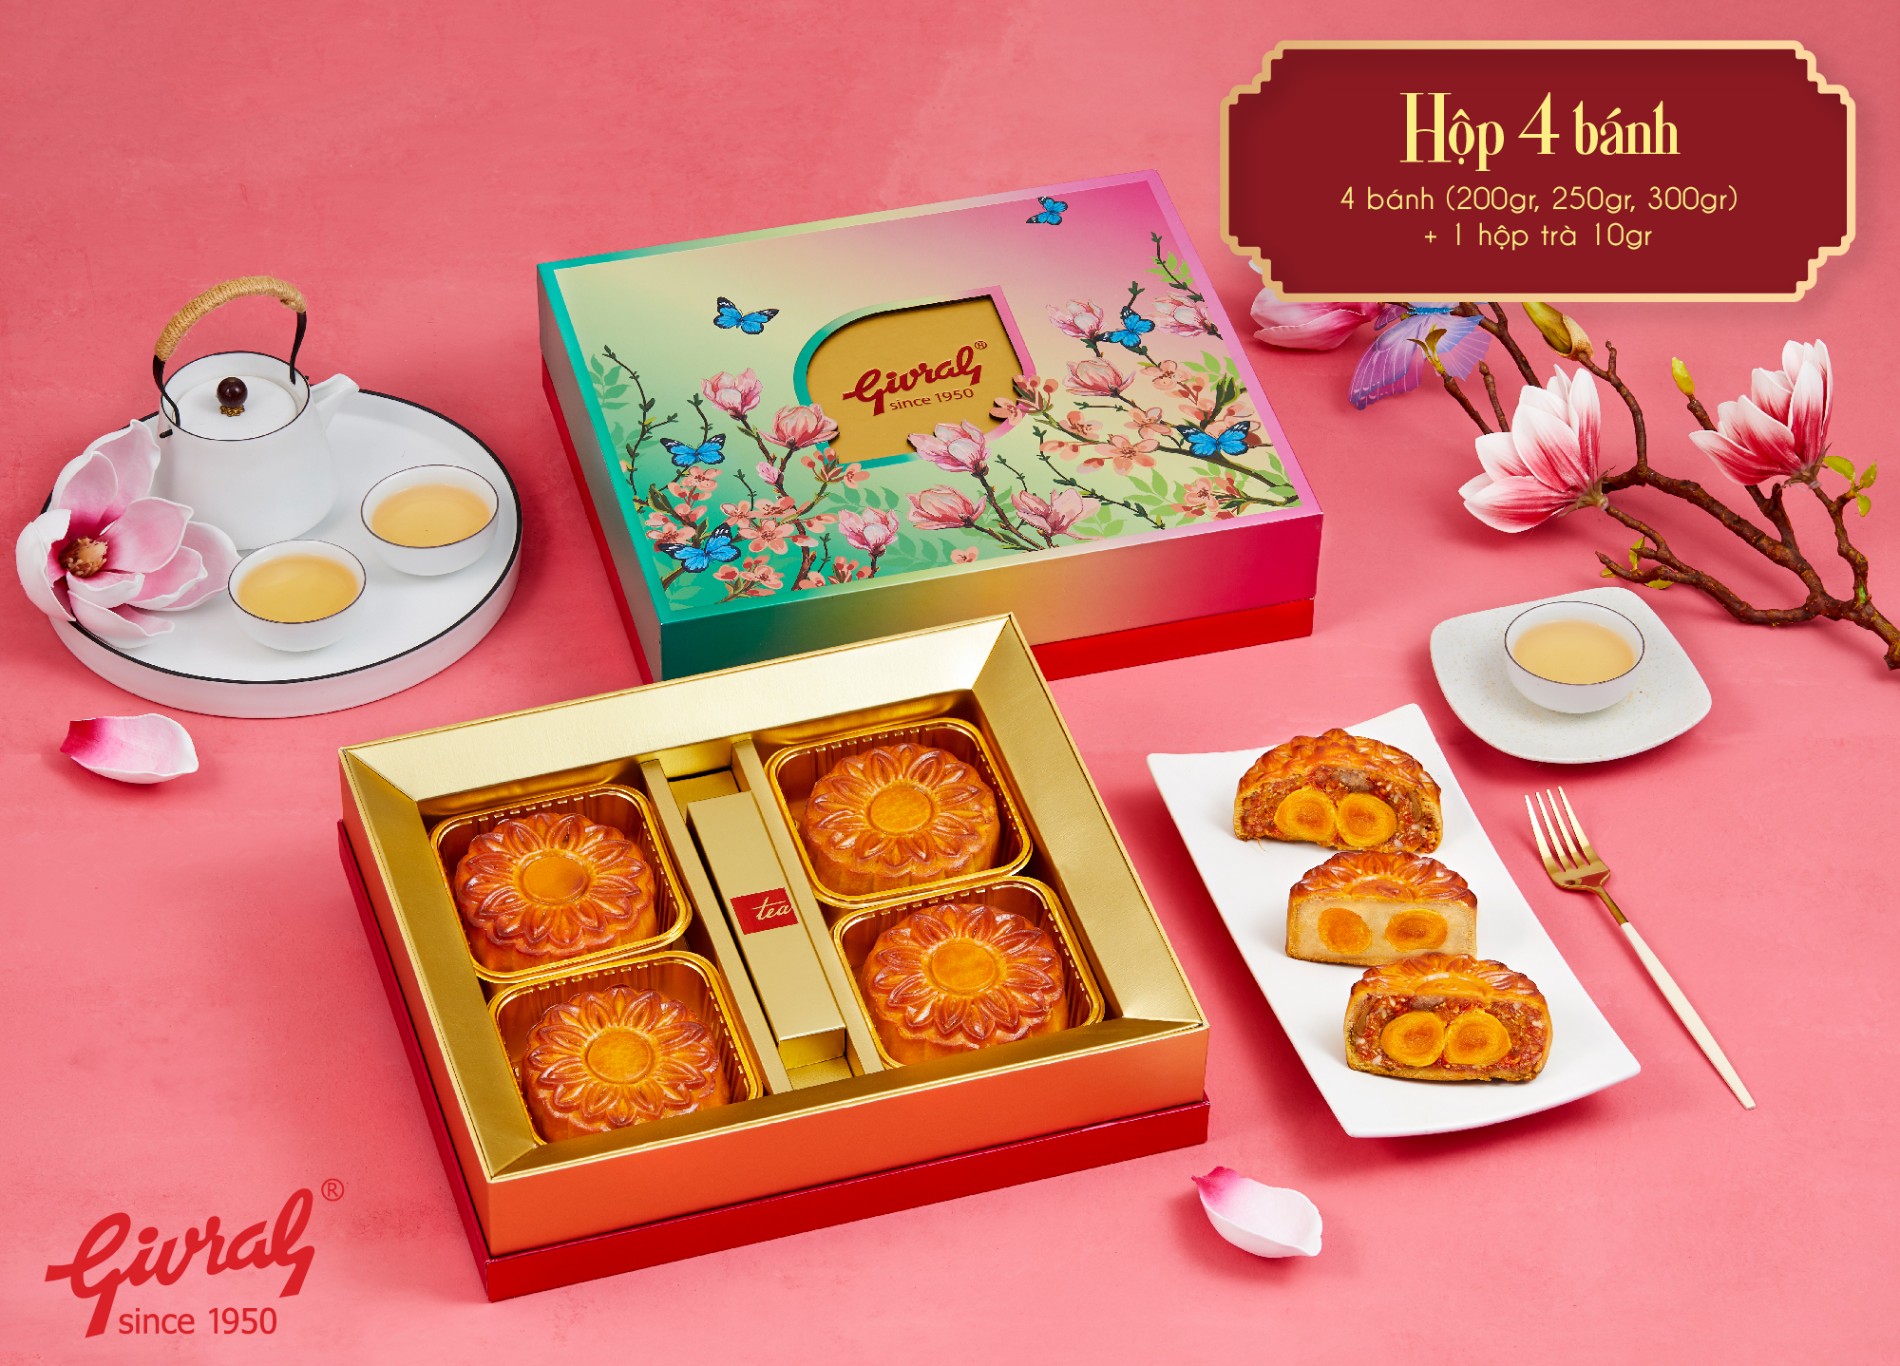 Hộp 4 bánh
4 bánh (200gr, 250gr, 300gr)
+ 1 hộp trà 10gr
Givral®
since 1950
tea
Givral®
since 1950